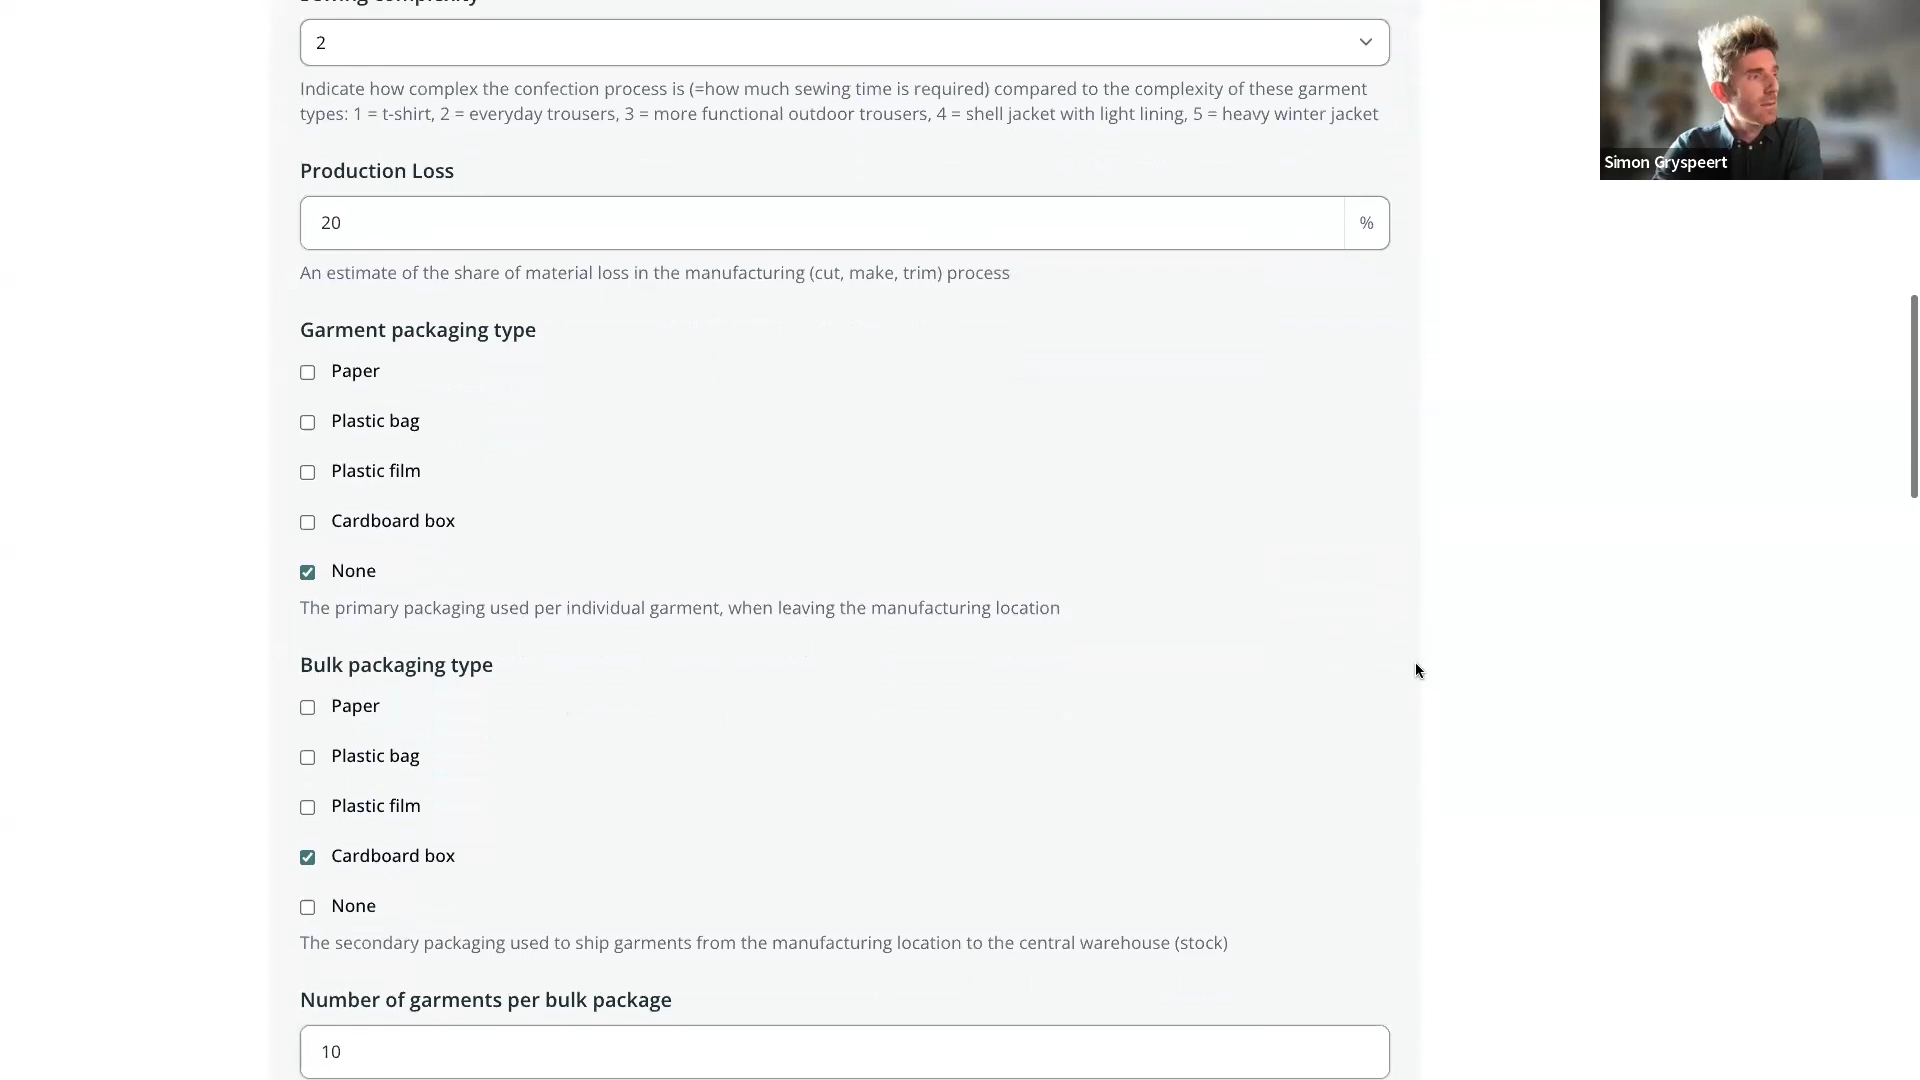 2
Indicate how complex the confection process is (=how much sewing time is required) compared to the complexity of these garment
types: 1 = t-shirt, 2 = everyday trousers, 3 = more functional outdoor trousers, 4 = shell jacket with light lining, 5 = heavy winter jacket
Simon Gryspeert
Production Loss
20
%
An estimate of the share of material loss in the manufacturing (cut, make, trim) process
Garment packaging type
Paper
Plastic bag
Plastic film
Cardboard box
None
The primary packaging used per individual garment, when leaving the manufacturing location
Bulk packaging type
Paper
Plastic bag
Plastic film
Cardboard box
None
The secondary packaging used to ship garments from the manufacturing location to the central warehouse (stock)
Number of garments per bulk package
10